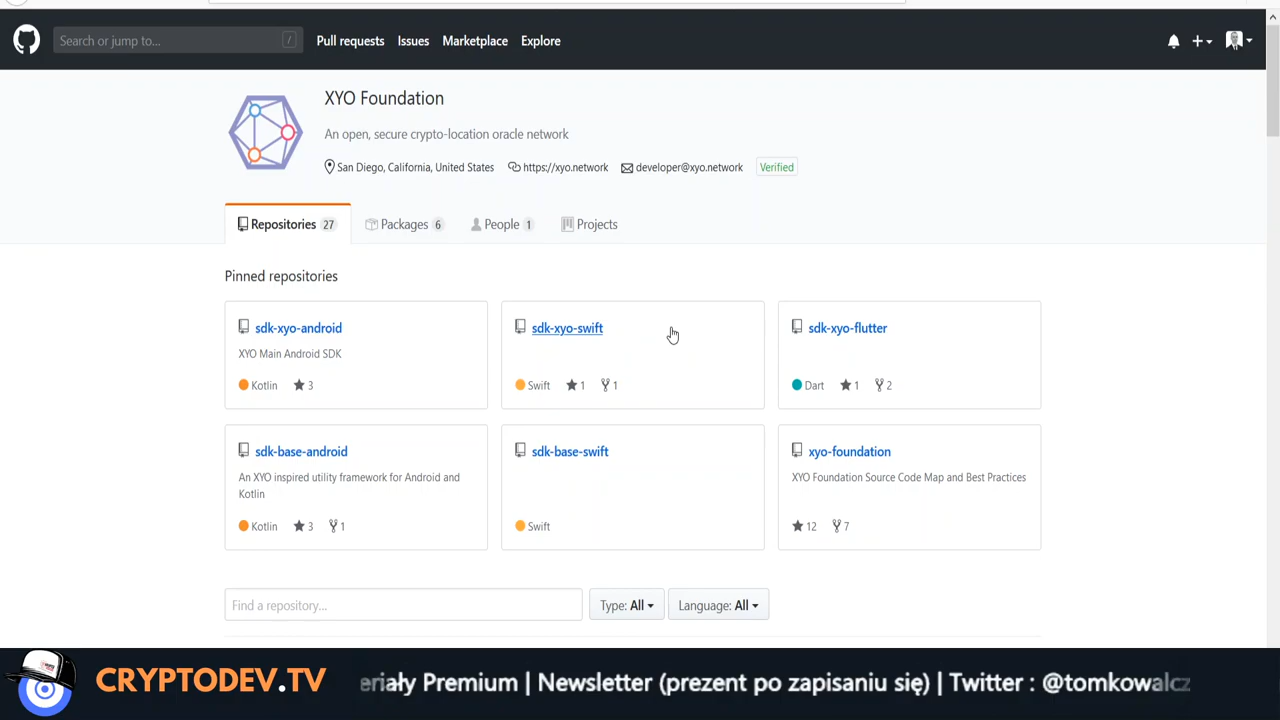 Search or jump to... /
Pull requests Issues Marketplace Explore
XYO Foundation
An open, secure crypto-location oracle network
San Diego, California, United States https://xyo.network developer@xyo.network Verified
Repositories 27 Packages 6 People 1 Projects
Pinned repositories
sdk-xyo-android
XYO Main Android SDK
Kotlin 3
sdk-xyo-swift
Swift 1 1
sdk-xyo-flutter
Dart 1 2
sdk-base-android
An XYO inspired utility framework for Android and
Kotlin
Kotlin 3 1
sdk-base-swift
Swift
xyo-foundation
XYO Foundation Source Code Map and Best Practices
12 7
Find a repository... Type: All Language: All
CRYPTODEV.TV eriały Premium | Newsletter (prezent po zapisaniu się) | Twitter : @tomkowalcz